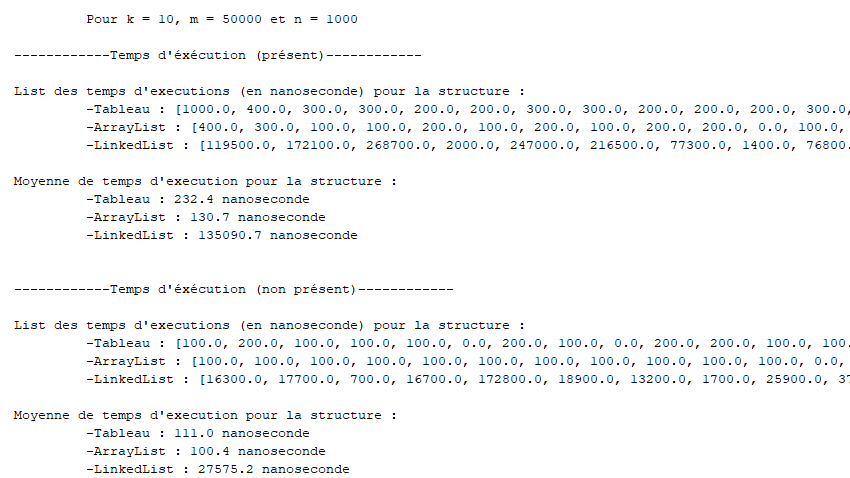 Pour k = 10, m = 50000 et n = 1000
------------Temps d'éxécution (présent)------------
List des temps d'executions (en nanoseconde) pour la structure :
-Tableau : [1000.0, 400.0, 300.0, 300.0, 200.0, 200.0, 300.0, 300.0, 200.0, 200.0, 200.0, 300.0,
-ArrayList : [400.0, 300.0, 100.0, 100.0, 200.0, 100.0, 200.0, 100.0, 200.0, 200.0, 0.0, 100.0,
-LinkedList : [119500.0, 172100.0, 268700.0, 2000.0, 247000.0, 216500.0, 77300.0, 1400.0, 76800.
Moyenne de temps d'execution pour la structure :
-Tableau : 232.4 nanoseconde
-ArrayList : 130.7 nanoseconde
-LinkedList : 135090.7 nanoseconde
------------Temps d'éxécution (non présent)------------
List des temps d'executions (en nanoseconde) pour la structure :
-Tableau : [100.0, 200.0, 100.0, 100.0, 100.0, 0.0, 200.0, 100.0, 0.0, 200.0, 200.0, 100.0, 100.
-ArrayList : [100.0, 100.0, 100.0, 100.0, 100.0, 100.0, 100.0, 100.0, 100.0, 100.0, 100.0, 0.0,
-LinkedList : [16300.0, 17700.0, 700.0, 16700.0, 172800.0, 18900.0, 13200.0, 1700.0, 25900.0, 37
Moyenne de temps d'execution pour la structure :
-Tableau : 111.0 nanoseconde
-ArrayList : 100.4 nanoseconde
-LinkedList : 27575.2 nanoseconde